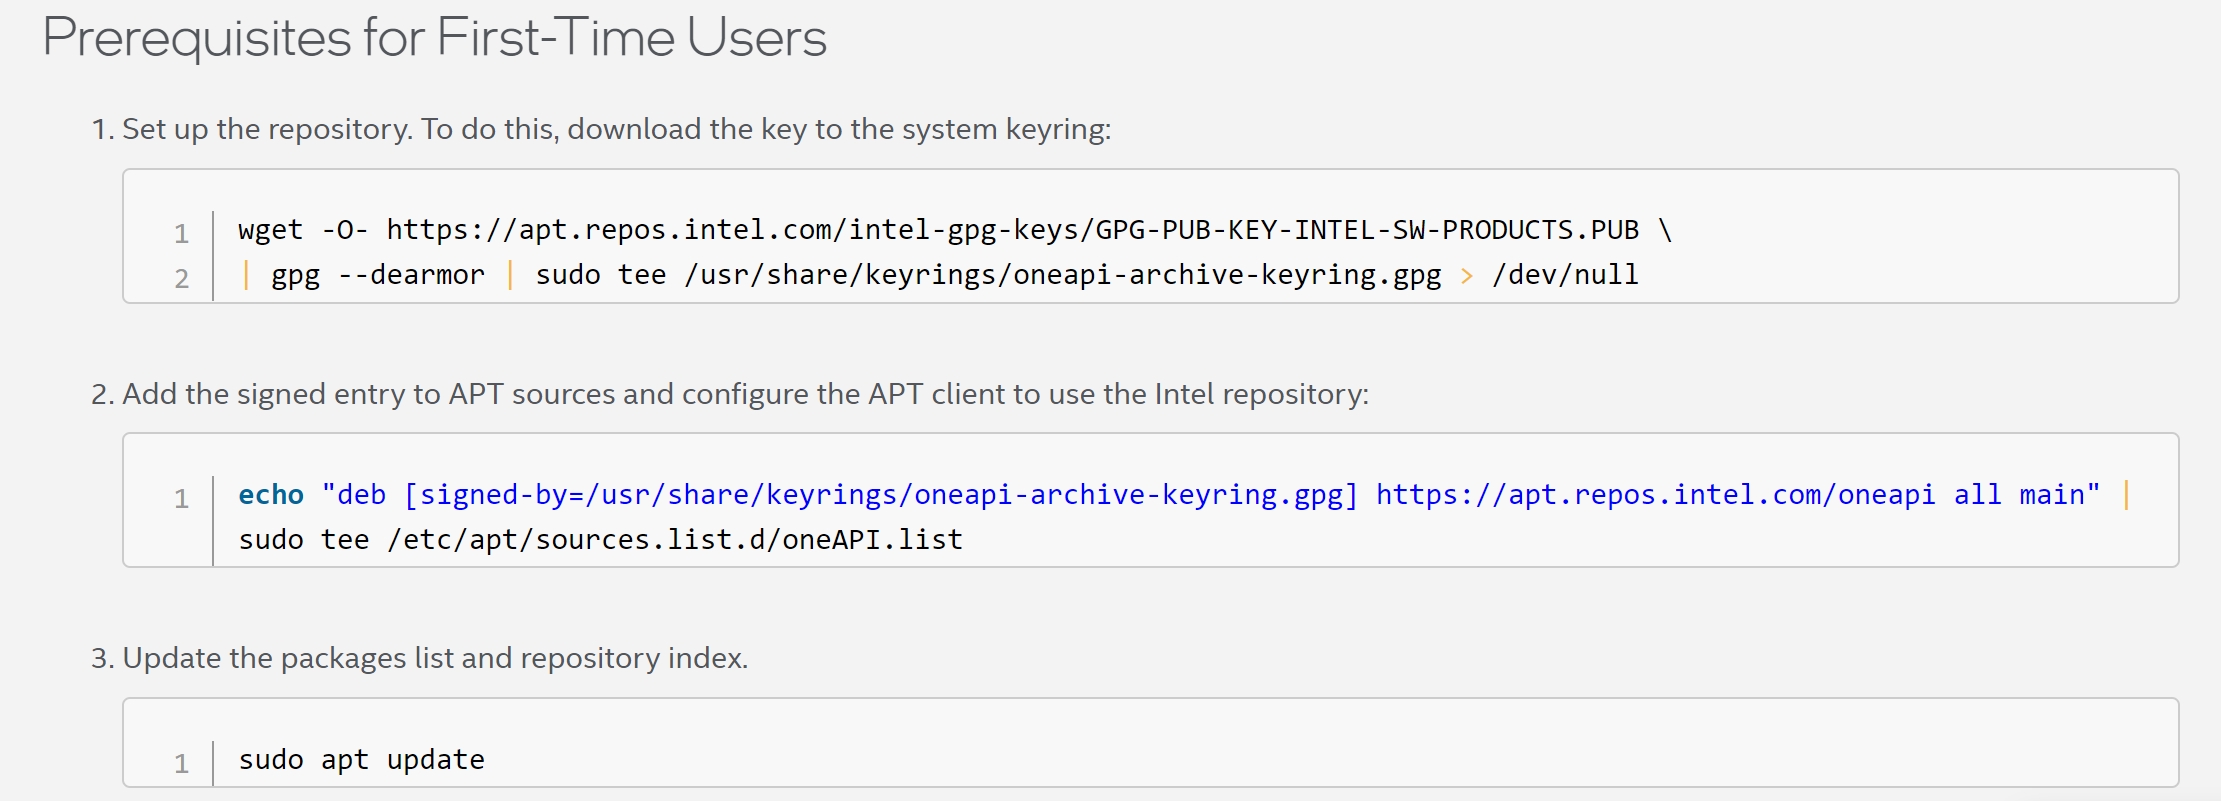 Prerequisites for First-Time Users
1. Set up the repository. To do this, download the key to the system keyring:
1 wget -O- https://apt.repos.intel.com/intel-gpg-keys/GPG-PUB-KEY-INTEL-SW-PRODUCTS.PUB \
2 | gpg --dearmor | sudo tee /usr/share/keyrings/oneapi-archive-keyring.gpg > /dev/null
2. Add the signed entry to APT sources and configure the APT client to use the Intel repository:
1 echo "deb [signed-by=/usr/share/keyrings/oneapi-archive-keyring.gpg] https://apt.repos.intel.com/oneapi all main" |
sudo tee /etc/apt/sources.list.d/oneAPI.list
3. Update the packages list and repository index.
1 sudo apt update